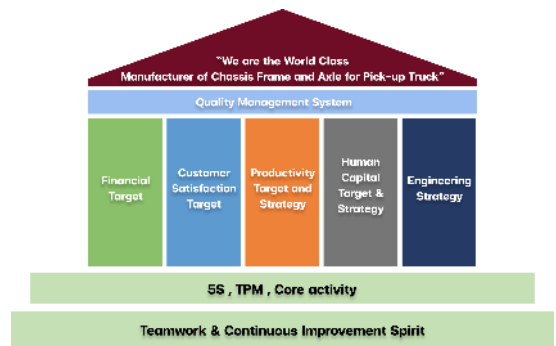 "We are the World Class
Manufacturer of Chassis Frame and Axle for Pick-up Truck"
Quality Management System
Financial
Target
Customer
Satisfaction
Target
Productivity
Target and
Strategy
Human
Capital
Target &
Strategy
Engineering
Strategy
5S , TPM , Core activity
Teamwork & Continuous Improvement Spirit